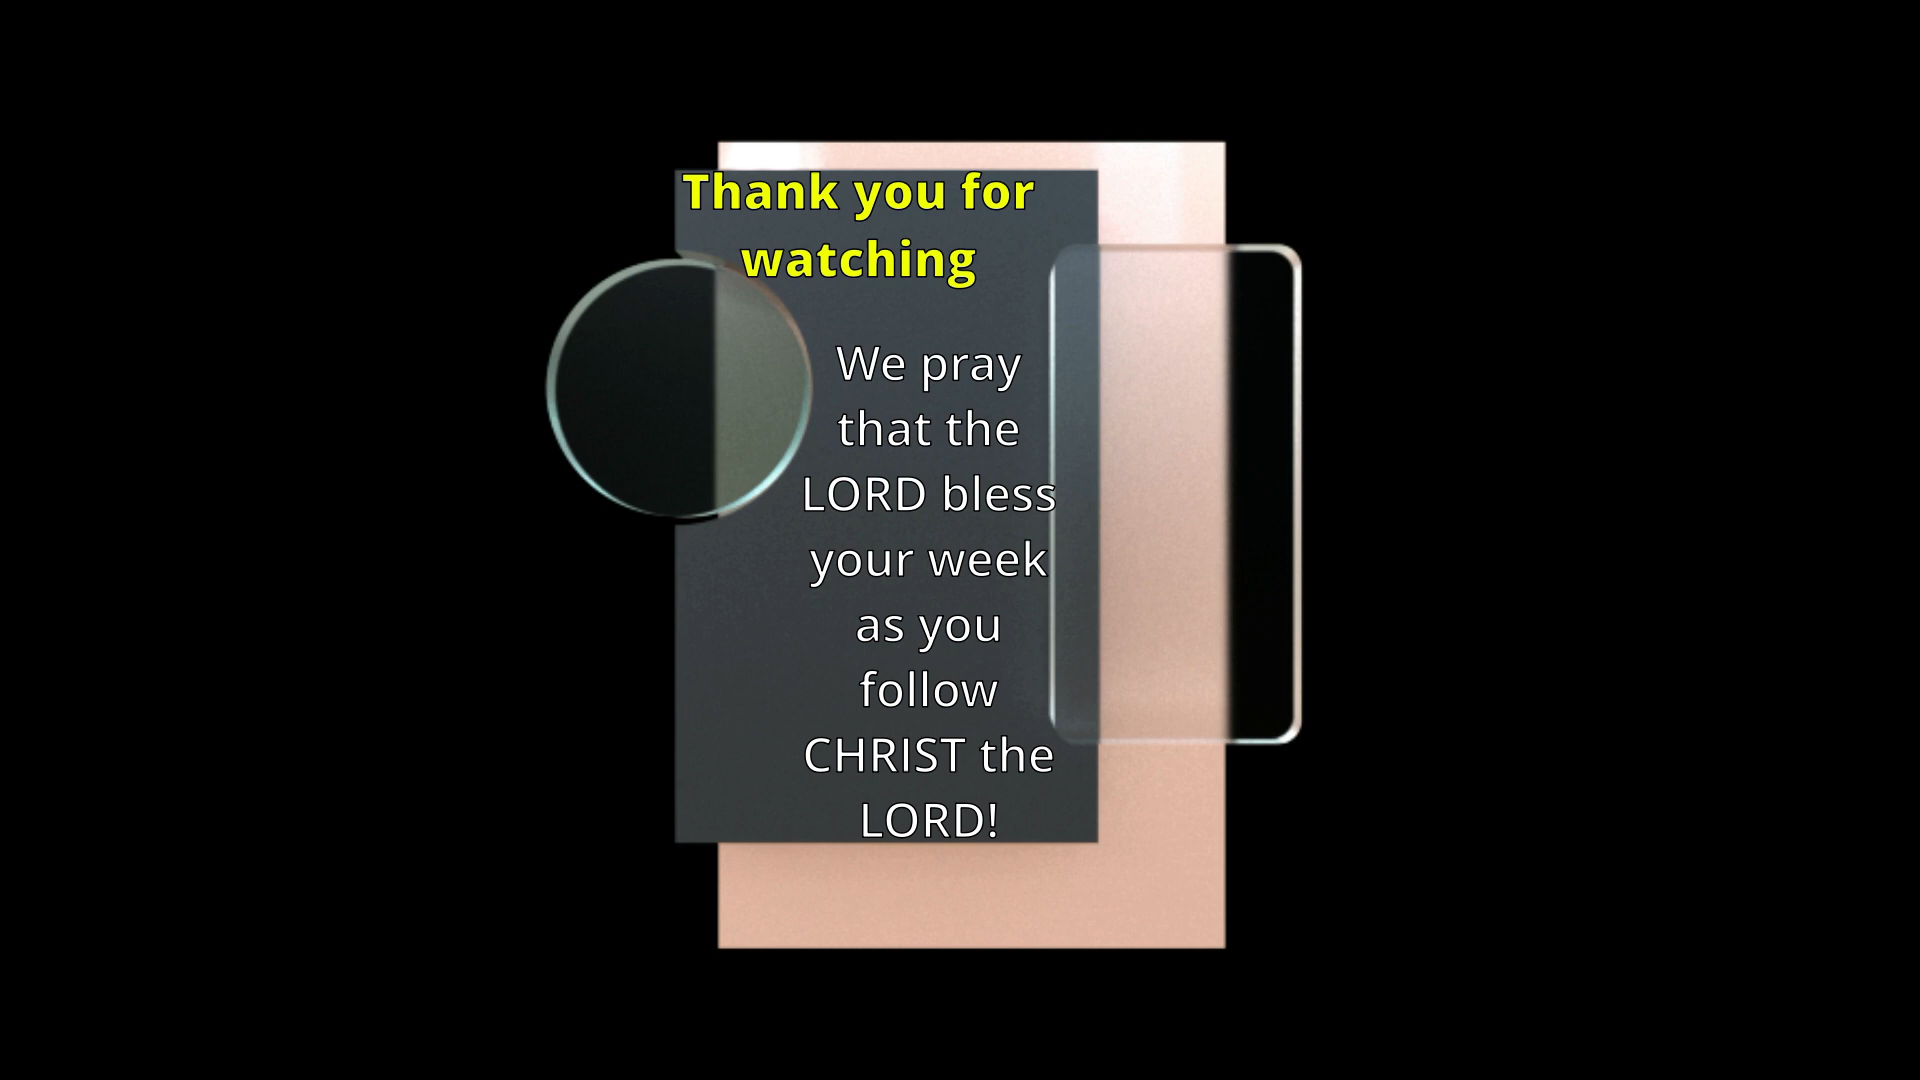 Thank you for
watching
We pray
that the
LORD bless
your week
as you
follow
CHRIST the
LORD!